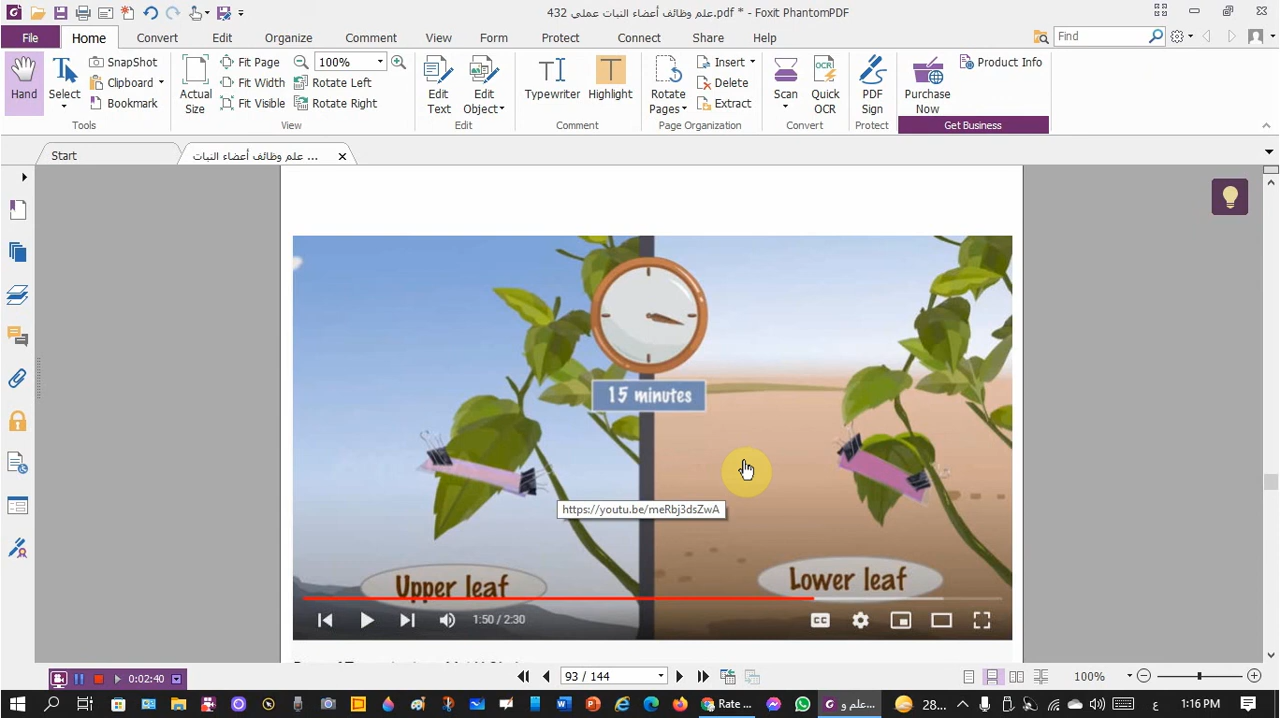 علم وظائف أعضاء النبات عملي 432.pdf * - Foxit PhantomPDF
File Home Convert Edit Organize Comment View Form Protect Connect Share Help Find
Hand Select SnapShot Clipboard Bookmark
Actual Size Fit Page Fit Width Fit Visible 100% Rotate Left Rotate Right
Edit Text Edit Object Typewriter Highlight
Rotate Pages Insert Delete Extract
Scan Quick OCR PDF Sign Purchase Now Product Info
Tools View Edit Comment Page Organization Convert Protect Get Business
Start علم وظائف أعضاء النبات ...
15 minutes
https://youtu.be/meRbj3dsZwA
Upper leaf Lower leaf
1:50 / 2:30 CC
0:02:40 93 / 144 100%
Rate ... علم و... 28... ع 1:16 PM